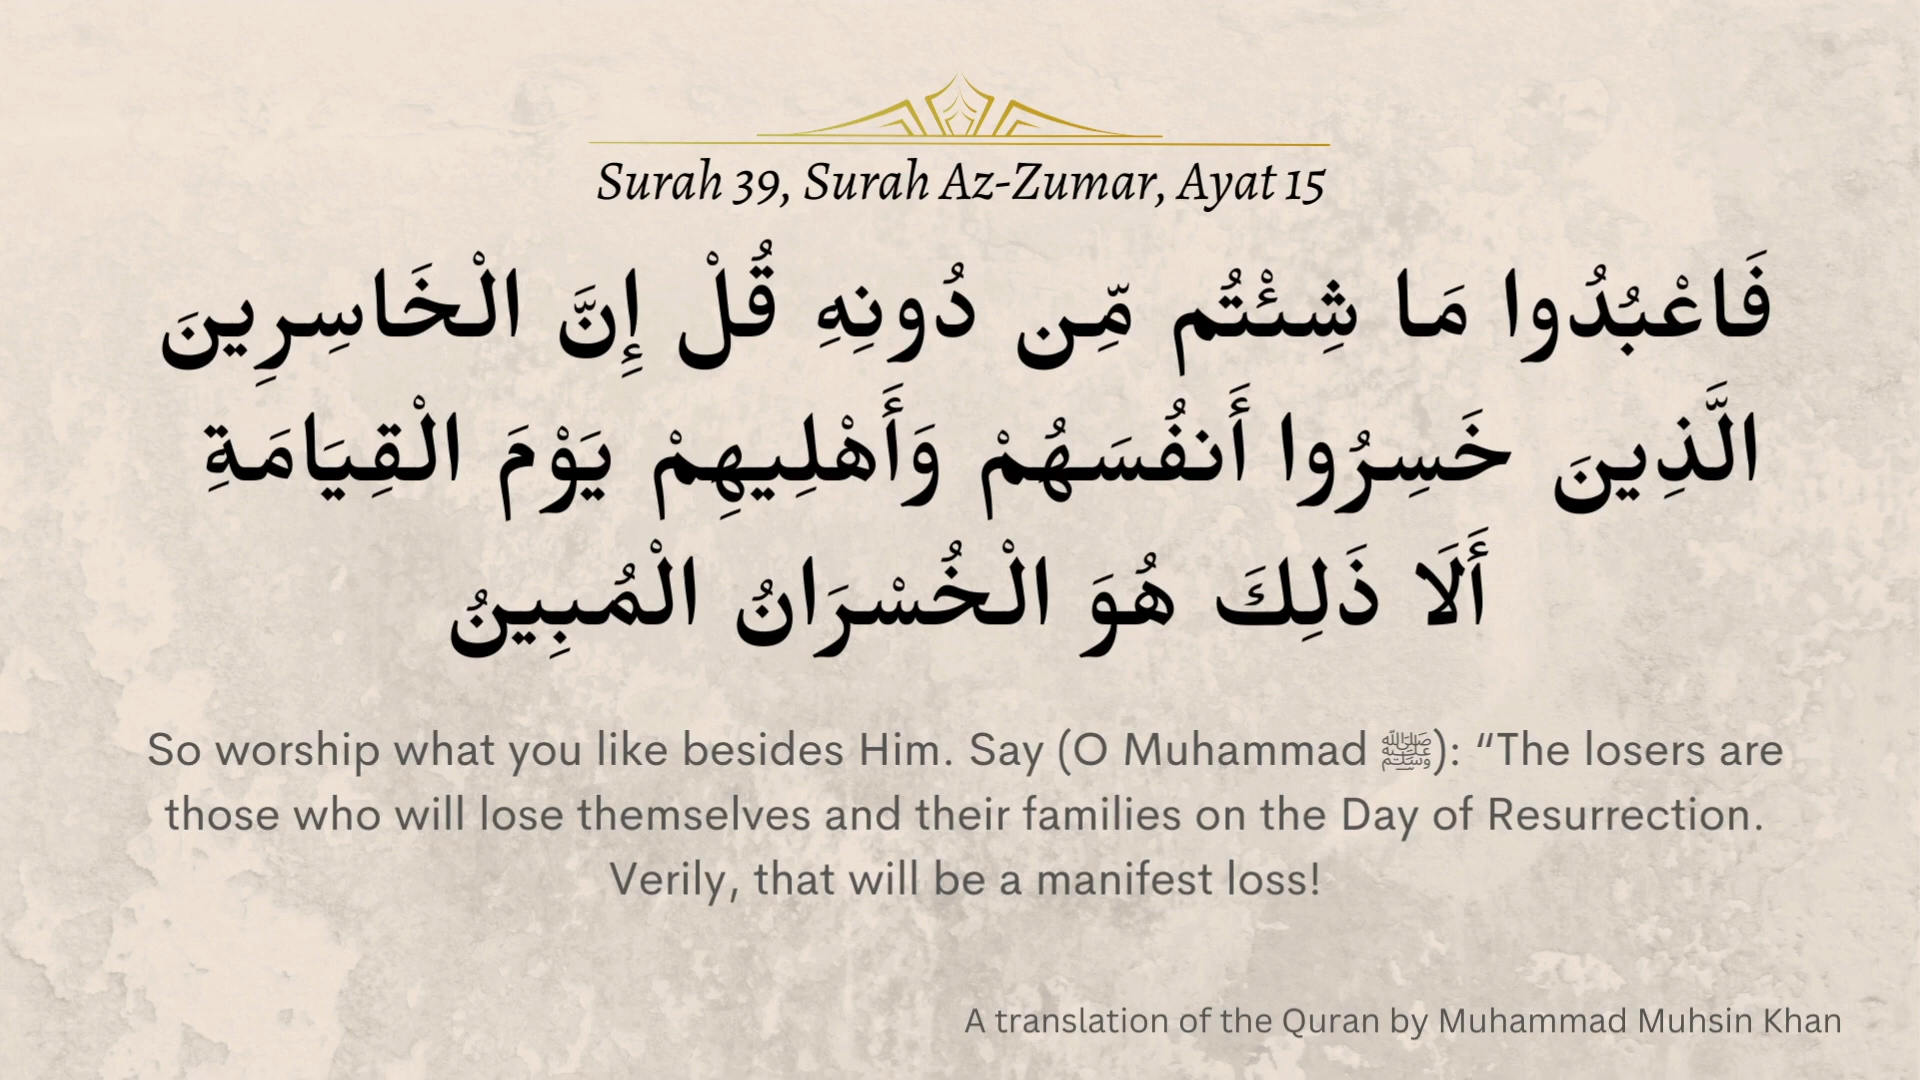 Surah 39, Surah Az-Zumar, Ayat 15
فَاعْبُدُوا مَا شِئْتُم مِّن دُونِهِ قُلْ إِنَّ الْخَاسِرِينَ
الَّذِينَ خَسِرُوا أَنفُسَهُمْ وَأَهْلِيهِمْ يَوْمَ الْقِيَامَةِ
أَلَا ذَلِكَ هُوَ الْخُسْرَانُ الْمُبِينُ
So worship what you like besides Him. Say (O Muhammad ﷺ): “The losers are
those who will lose themselves and their families on the Day of Resurrection.
Verily, that will be a manifest loss!
A translation of the Quran by Muhammad Muhsin Khan